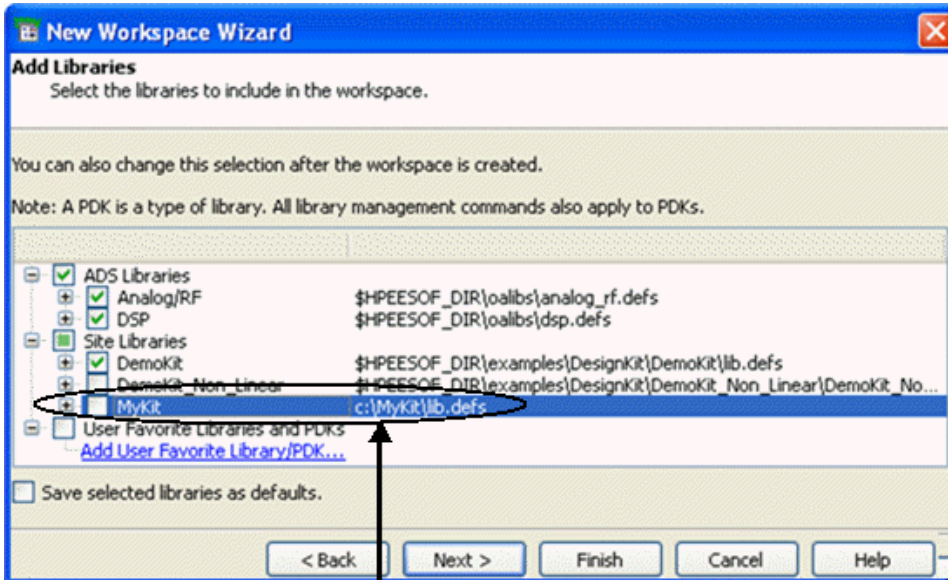 New Workspace Wizard
Add Libraries
Select the libraries to include in the workspace.
You can also change this selection after the workspace is created.
Note: A PDK is a type of library. All library management commands also apply to PDKs.
ADS Libraries
Analog/RF $HPEESOF_DIR\oalibs\analog_rf.defs
DSP $HPEESOF_DIR\oalibs\dsp.defs
Site Libraries
DemoKit $HPEESOF_DIR\examples\DesignKit\DemoKit\lib.defs
DemoKit_Non_Linear $HPEESOF_DIR\examples\DesignKit\DemoKit_Non_Linear\DemoKit_No...
MyKit c:\MyKit\lib.defs
User Favorite Libraries and PDKs
Add User Favorite Library/PDK...
Save selected libraries as defaults.
< Back Next > Finish Cancel Help